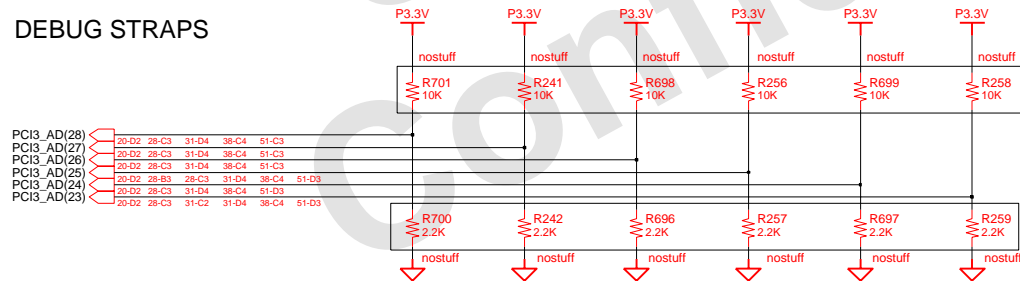 DEBUG STRAPS
P3.3V P3.3V P3.3V P3.3V P3.3V P3.3V
nostuff nostuff nostuff nostuff nostuff nostuff
R701 R241 R698 R256 R699 R258
10K 10K 10K 10K 10K 10K
PCI3_AD(28)
20-D2 28-C3 31-D4 38-C4 51-C3
PCI3_AD(27)
20-D2 28-C3 31-D4 38-C4 51-C3
PCI3_AD(26)
20-D2 28-C3 31-D4 38-C4 51-C3
PCI3_AD(25)
20-D2 28-B3 28-C3 31-D4 38-C4 51-D3
PCI3_AD(24)
20-D2 28-C3 31-D4 38-C4 51-D3
PCI3_AD(23)
20-D2 28-C3 31-C2 31-D4 38-C4 51-D3
R700 R242 R696 R257 R697 R259
2.2K 2.2K 2.2K 2.2K 2.2K 2.2K
nostuff nostuff nostuff nostuff nostuff nostuff
Confi